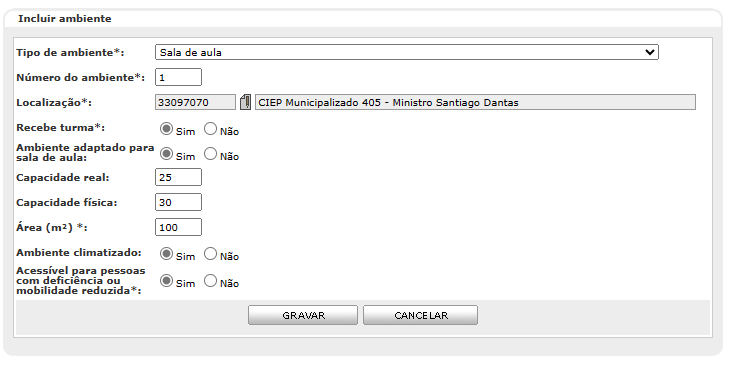 Incluir ambiente
Tipo de ambiente*: Sala de aula
Número do ambiente*: 1
Localização*: 33097070 CIEP Municipalizado 405 - Ministro Santiago Dantas
Recebe turma*: Sim Não
Ambiente adaptado para
sala de aula: Sim Não
Capacidade real: 25
Capacidade física: 30
Área (m²) *: 100
Ambiente climatizado: Sim Não
Acessível para pessoas
com deficiência ou
mobilidade reduzida*: Sim Não
GRAVAR CANCELAR